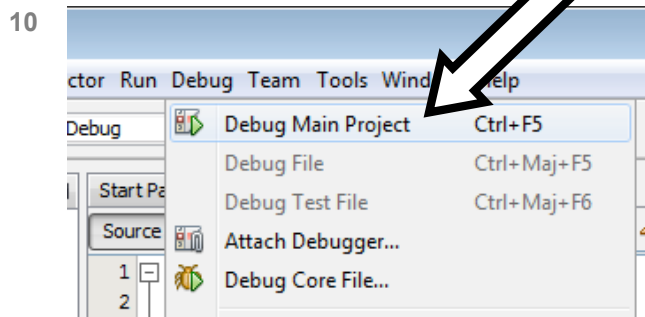 10
ctor Run Debug Team Tools Wind elp
Debug
Debug Main Project Ctrl+F5
Debug File Ctrl+Maj+F5
Start Pa
Debug Test File Ctrl+Maj+F6
Source
Attach Debugger...
1
Debug Core File...
2